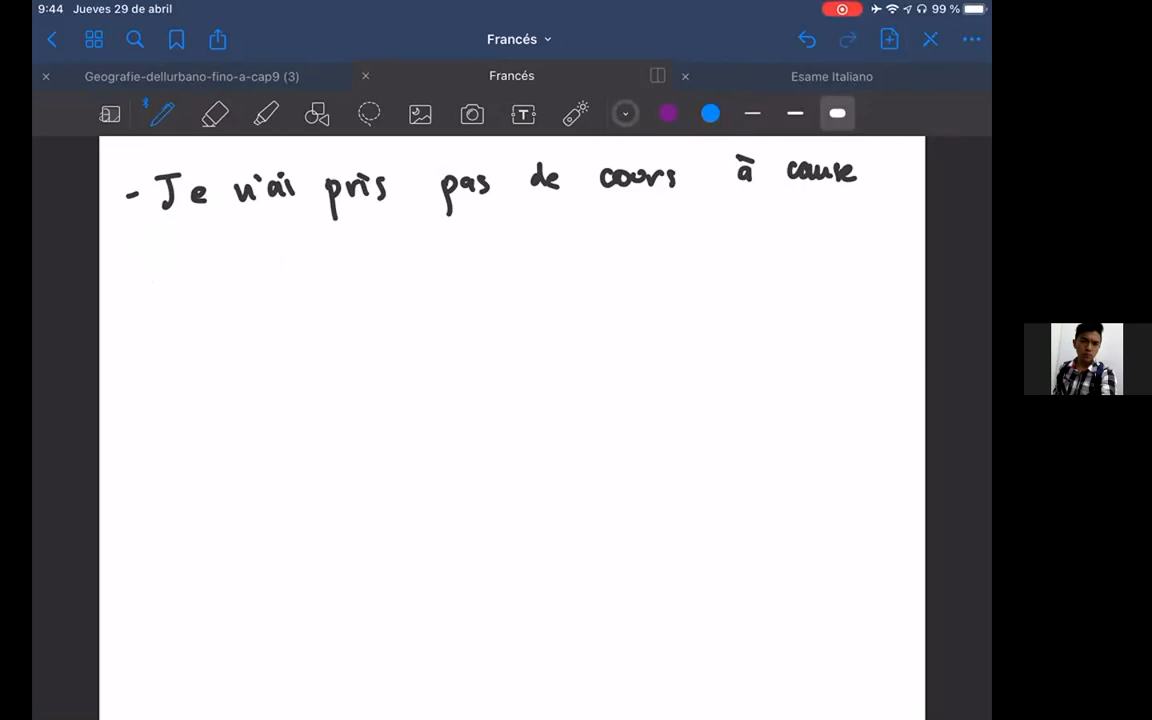 9:44 Jueves 29 de abril 99 %
Francés
Geografie-dellurbano-fino-a-cap9 (3) Francés Esame Italiano
- Je n'ai pris pas de cours à cause